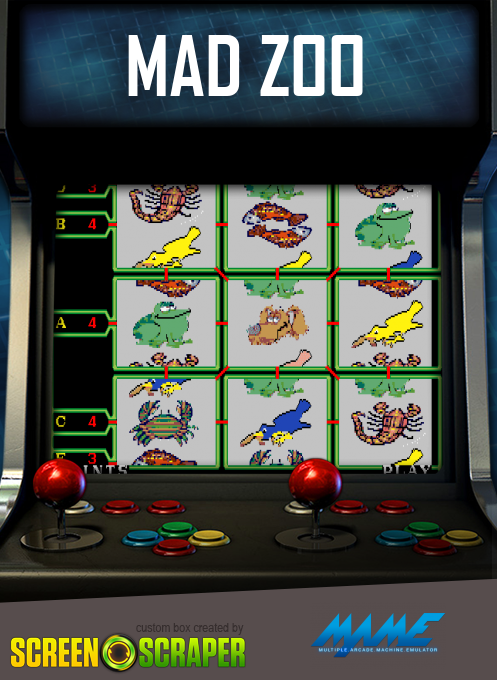 MAD ZOO
3
B 4
A 4
C 4
3
PLAY
custom box created by
SCREEN SCRAPER
MAME
MULTIPLE ARCADE MACHINE EMULATOR